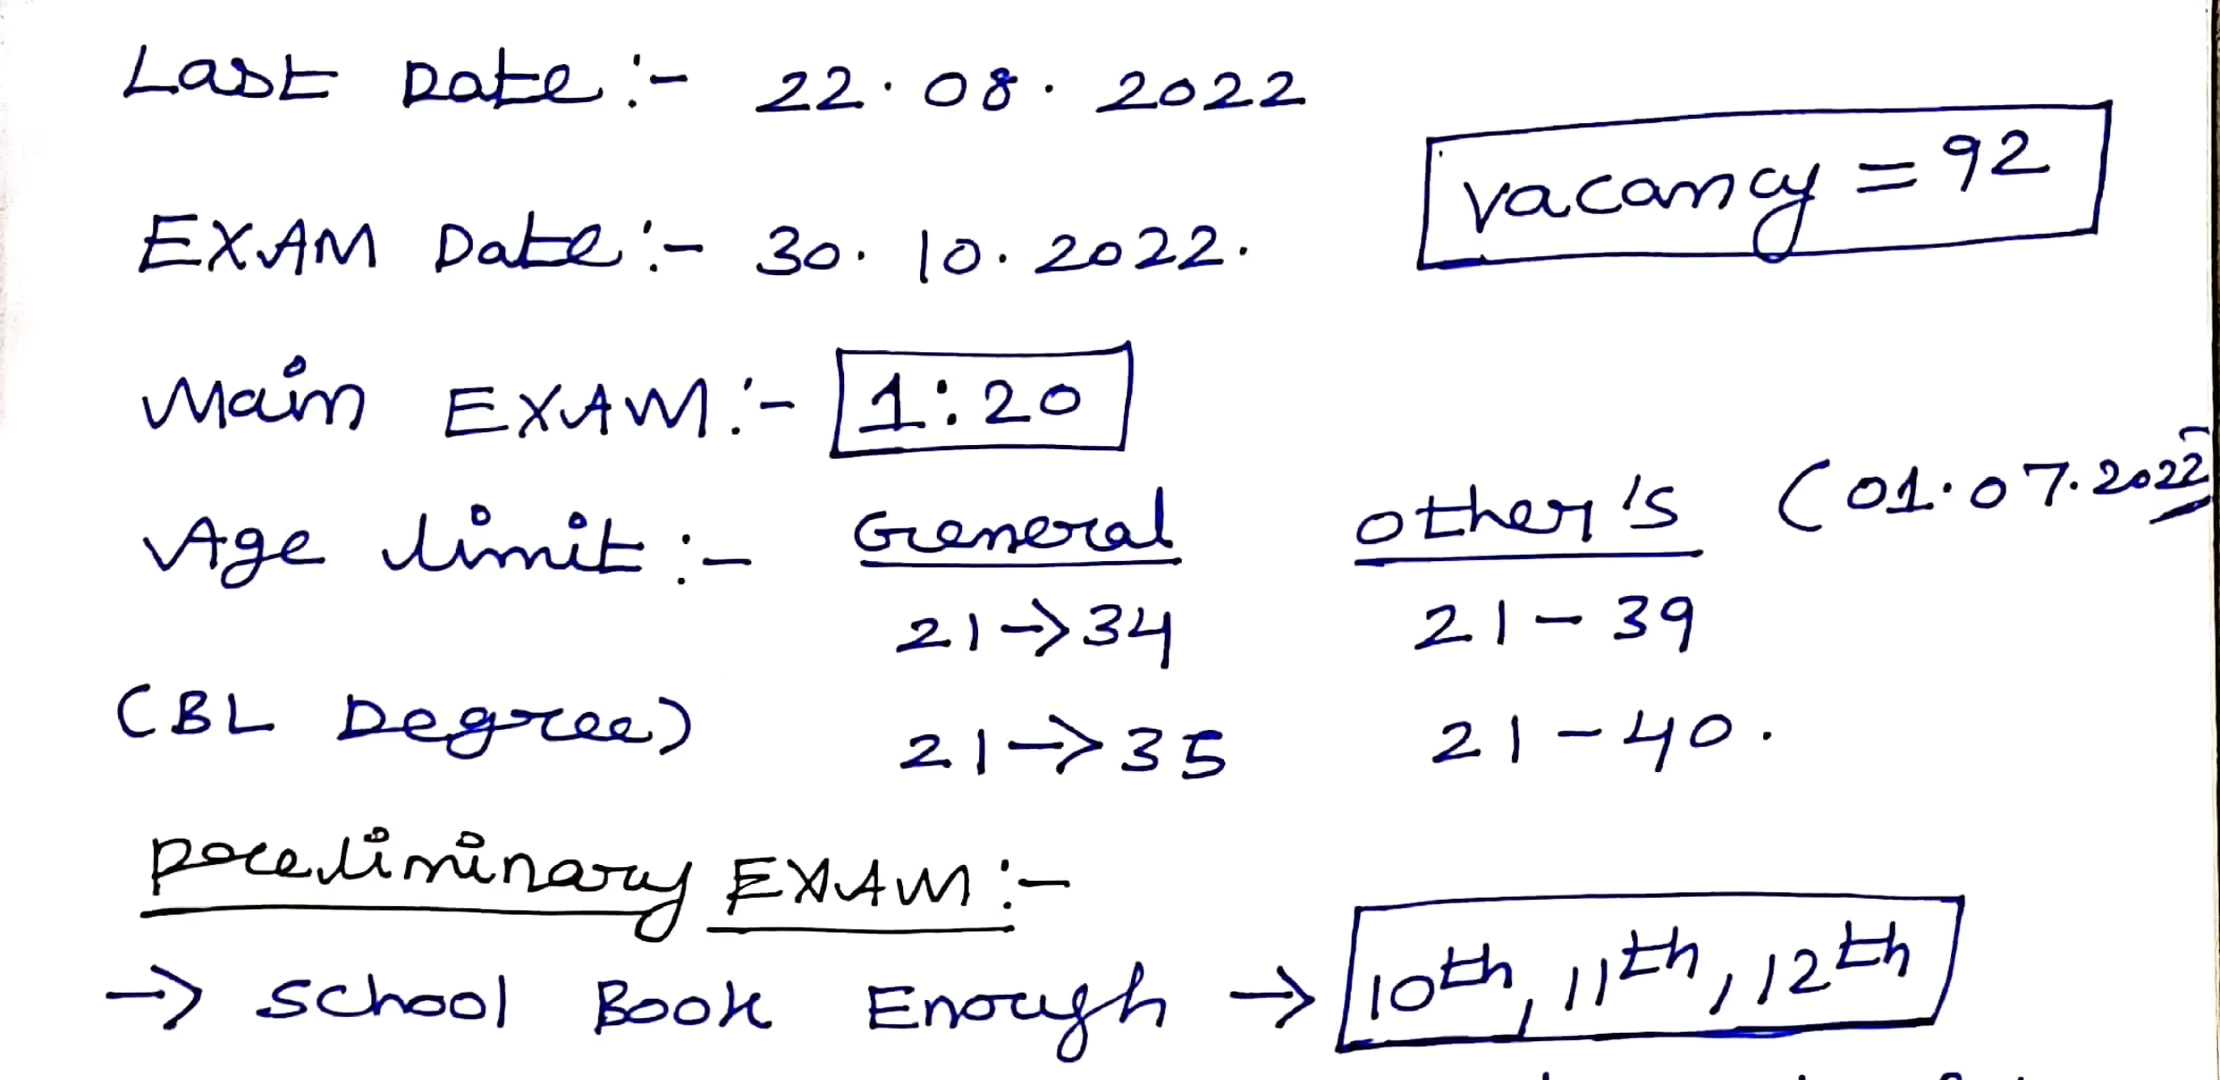 Last Date :- 22.08.2022
vacancy = 92
EXAM Date :- 30.10.2022.
Main EXAM :- 1:20
Age limit :- General other's (01.07.2022
21→34 21-39
(BL Degree) 21→35 21-40.
Preliminary EXAM :-
→ School Book Enough → 10th, 11th, 12th